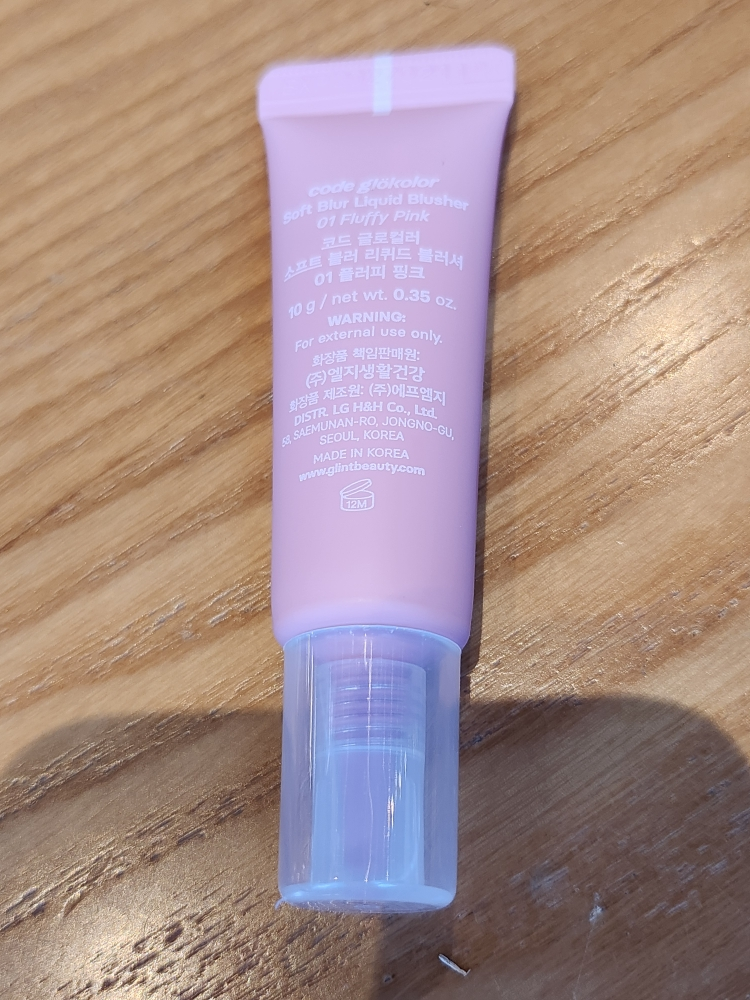 code glökolor
Soft Blur Liquid Blusher
01 Fluffy Pink
코드 글로컬러
소프트 블러 리퀴드 블러셔
01 플러피 핑크
10 g / net wt. 0.35 oz.
WARNING:
For external use only.
화장품 책임판매원:
(주)엘지생활건강
화장품 제조원: (주)에프엠지
DISTR. LG H&H Co., Ltd.
58, SAEMUNAN-RO, JONGNO-GU,
SEOUL, KOREA
MADE IN KOREA
www.glintbeauty.com
12M